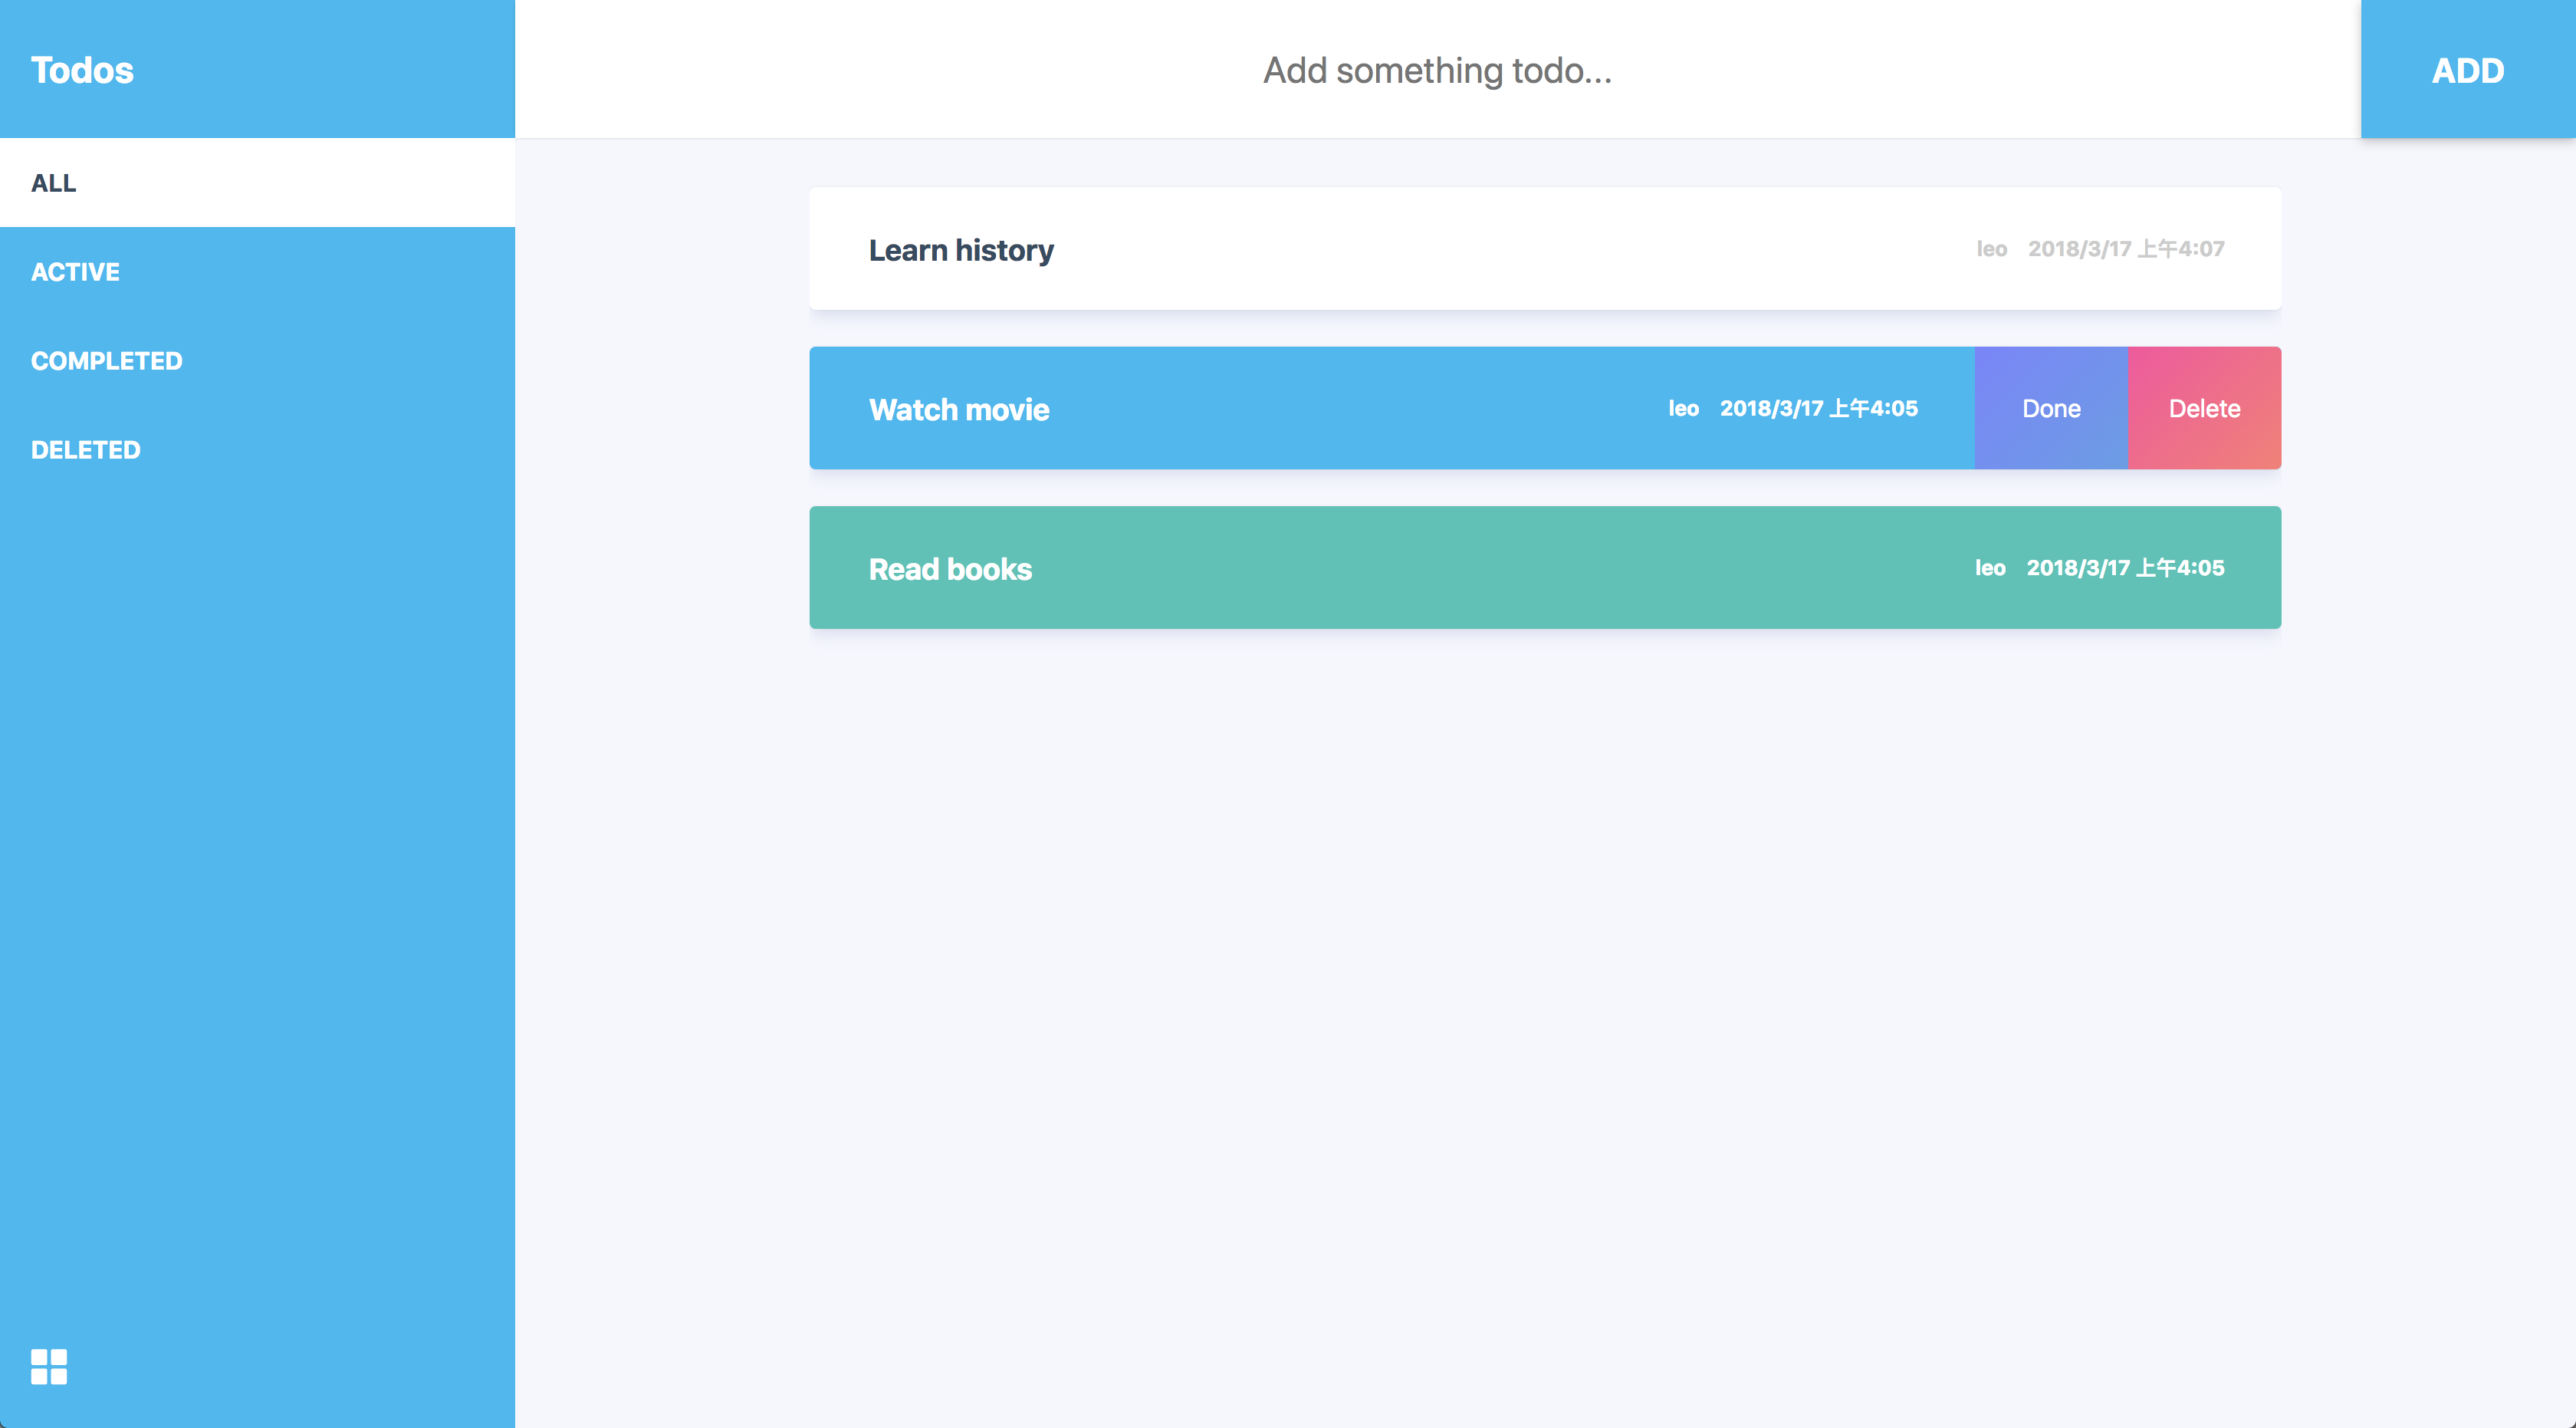 Todos
Add something todo...
ADD
ALL
ACTIVE
COMPLETED
DELETED
Learn history leo 2018/3/17 上午4:07
Watch movie leo 2018/3/17 上午4:05 Done Delete
Read books leo 2018/3/17 上午4:05